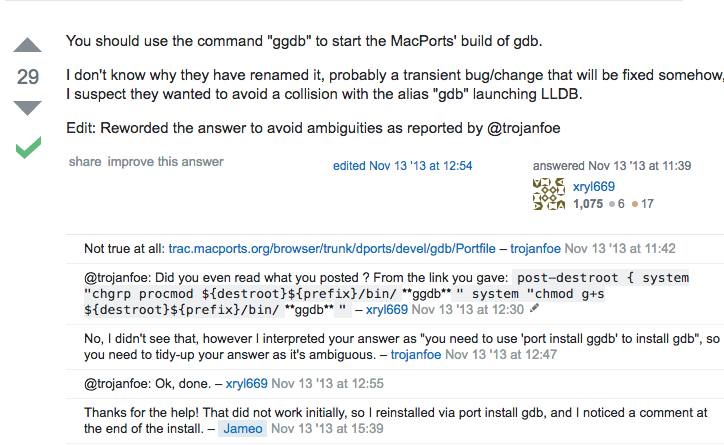 You should use the command "ggdb" to start the MacPorts' build of gdb.
29
I don't know why they have renamed it, probably a transient bug/change that will be fixed somehow,
I suspect they wanted to avoid a collision with the alias "gdb" launching LLDB.
Edit: Reworded the answer to avoid ambiguities as reported by @trojanfoe
share improve this answer
edited Nov 13 '13 at 12:54
answered Nov 13 '13 at 11:39
xryl669
1,075 ●6 ●17
Not true at all: trac.macports.org/browser/trunk/dports/devel/gdb/Portfile – trojanfoe Nov 13 '13 at 11:42
@trojanfoe: Did you even read what you posted ? From the link you gave: post-destroot { system
"chgrp procmod ${destroot}${prefix}/bin/ **ggdb** " system "chmod g+s
${destroot}${prefix}/bin/ **ggdb** " – xryl669 Nov 13 '13 at 12:30
No, I didn't see that, however I interpreted your answer as "you need to use 'port install ggdb' to install gdb", so
you need to tidy-up your answer as it's ambiguous. – trojanfoe Nov 13 '13 at 12:47
@trojanfoe: Ok, done. – xryl669 Nov 13 '13 at 12:55
Thanks for the help! That did not work initially, so I reinstalled via port install gdb, and I noticed a comment at
the end of the install. – Jameo Nov 13 '13 at 15:39